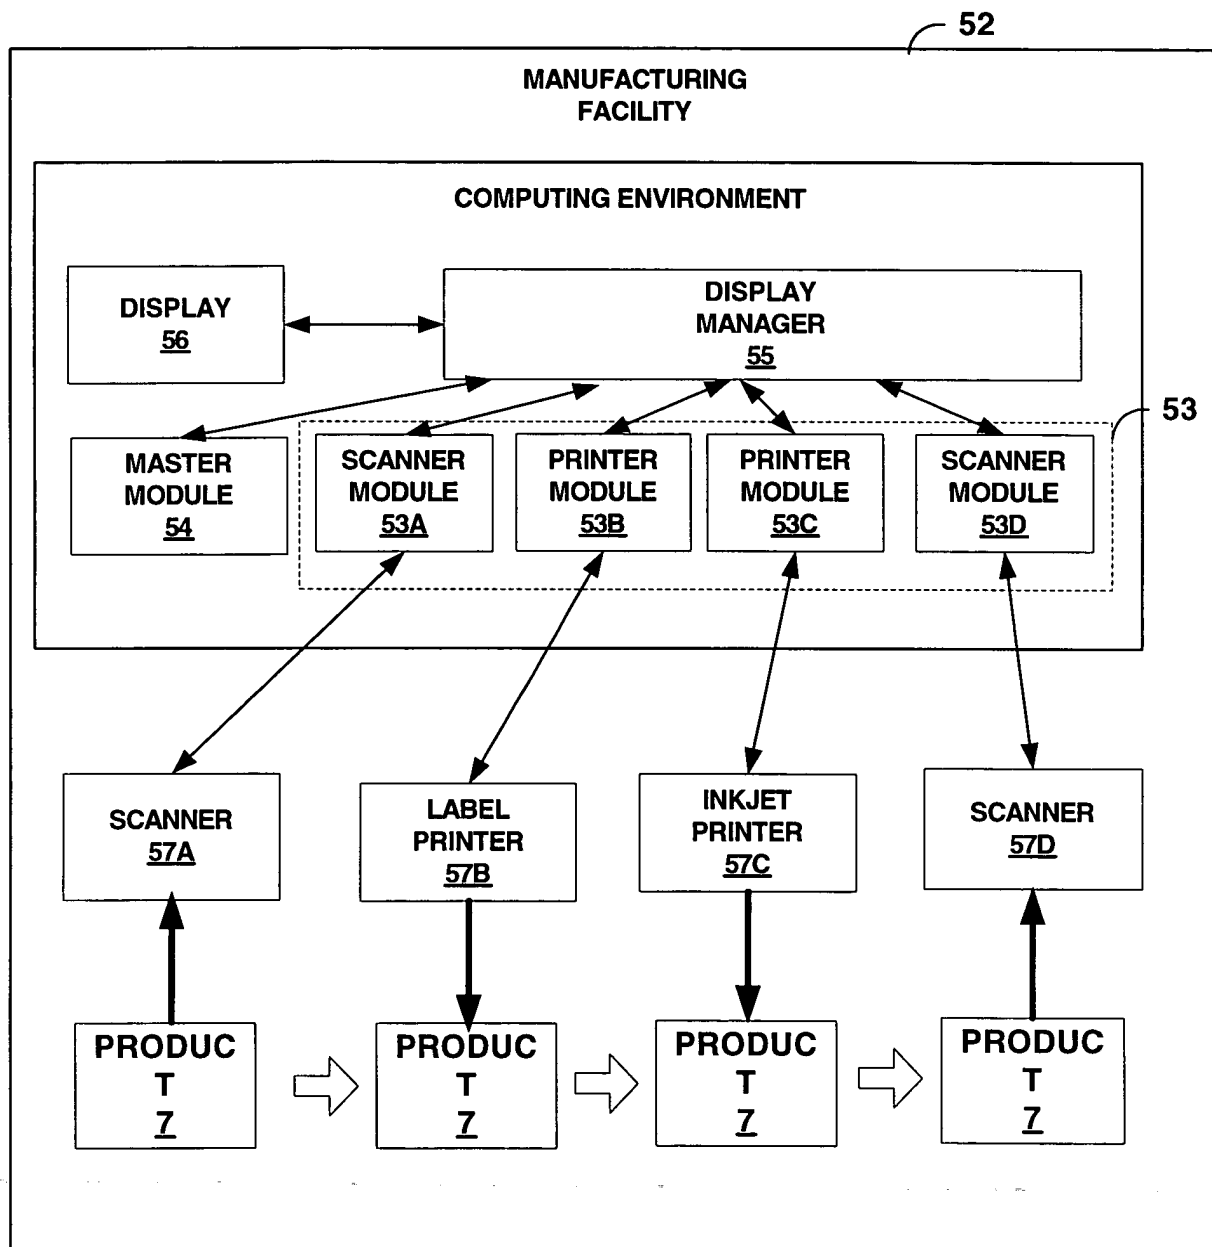 52
MANUFACTURING
FACILITY
COMPUTING ENVIRONMENT
DISPLAY
56
DISPLAY
MANAGER
55
53
MASTER
MODULE
54
SCANNER
MODULE
53A
PRINTER
MODULE
53B
PRINTER
MODULE
53C
SCANNER
MODULE
53D
SCANNER
57A
LABEL
PRINTER
57B
INKJET
PRINTER
57C
SCANNER
57D
PRODUC
T
7
PRODUC
T
7
PRODUC
T
7
PRODUC
T
7